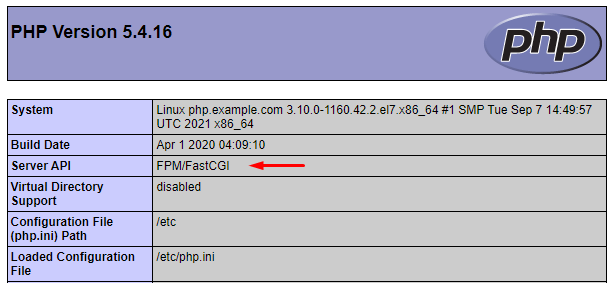 PHP Version 5.4.16
php
System Linux php.example.com 3.10.0-1160.42.2.el7.x86_64 #1 SMP Tue Sep 7 14:49:57
UTC 2021 x86_64
Build Date Apr 1 2020 04:09:10
Server API FPM/FastCGI
Virtual Directory disabled
Support
Configuration File /etc
(php.ini) Path
Loaded Configuration /etc/php.ini
File